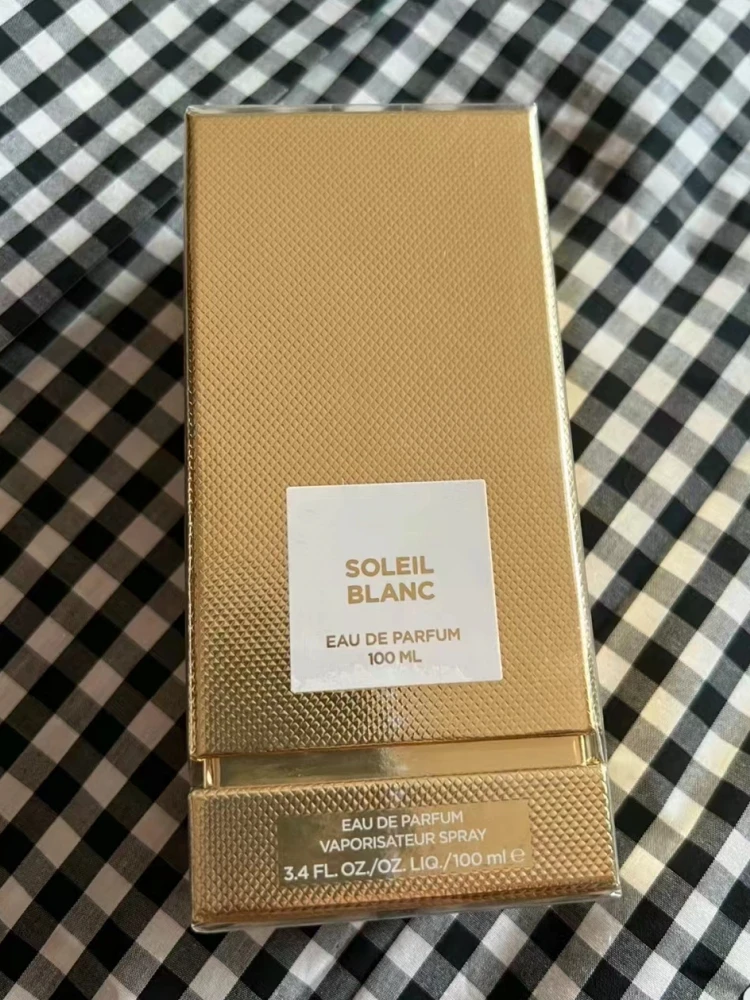 SOLEIL
BLANC
EAU DE PARFUM
100 ML
EAU DE PARFUM
VAPORISATEUR SPRAY
3.4 FL. OZ./OZ. LIQ./100 ml ℮